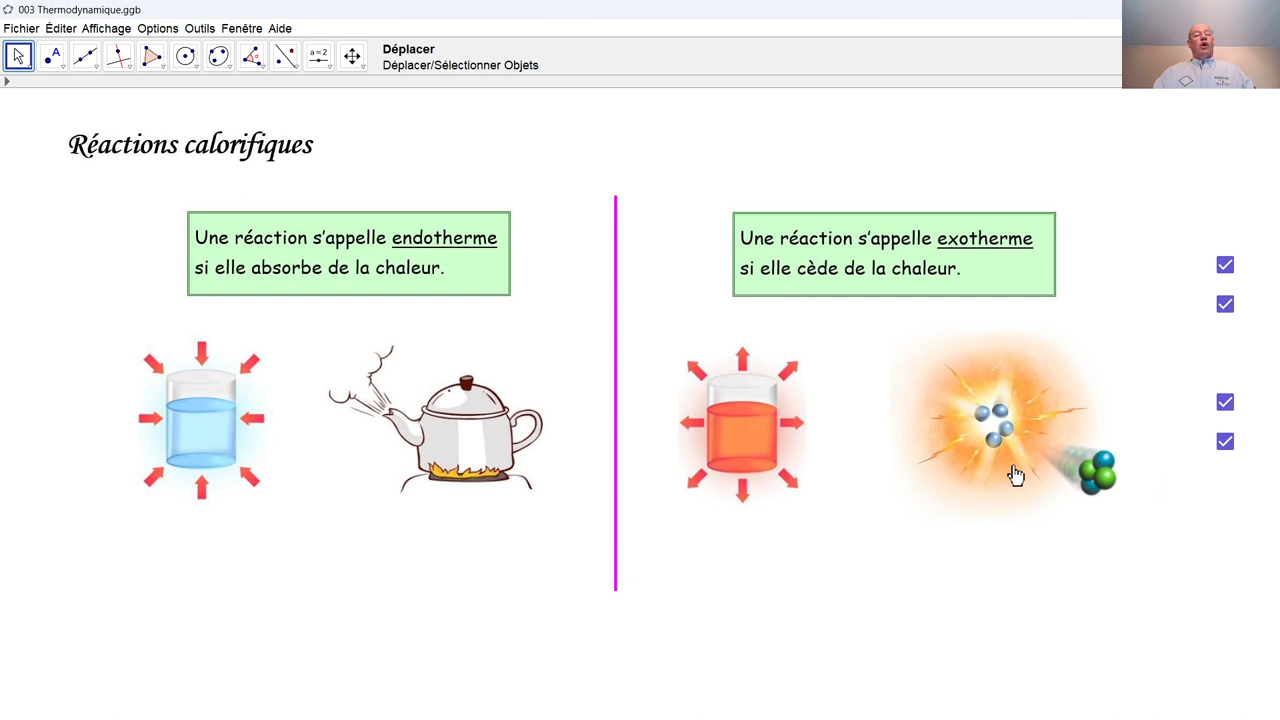 003 Thermodynamique.ggb
Fichier Éditer Affichage Options Outils Fenêtre Aide
A
a=2
Déplacer
Déplacer/Sélectionner Objets
Réactions calorifiques
Une réaction s'appelle endotherme
si elle absorbe de la chaleur.
Une réaction s'appelle exotherme
si elle cède de la chaleur.